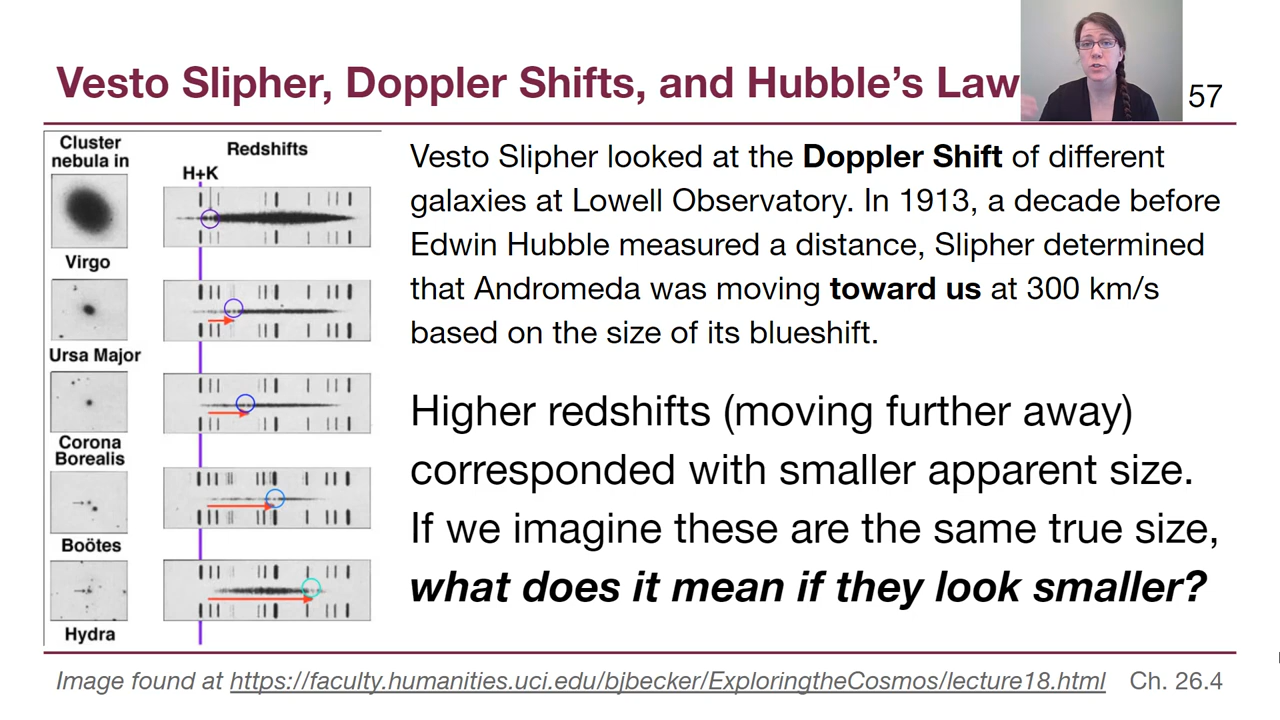 Vesto Slipher, Doppler Shifts, and Hubble's Law
57
Cluster
nebula in
Redshifts
H+K
Virgo
Ursa Major
Corona
Borealis
Boötes
Hydra
Vesto Slipher looked at the Doppler Shift of different
galaxies at Lowell Observatory. In 1913, a decade before
Edwin Hubble measured a distance, Slipher determined
that Andromeda was moving toward us at 300 km/s
based on the size of its blueshift.
Higher redshifts (moving further away)
corresponded with smaller apparent size.
If we imagine these are the same true size,
what does it mean if they look smaller?
Image found at https://faculty.humanities.uci.edu/bjbecker/ExploringtheCosmos/lecture18.html
Ch. 26.4